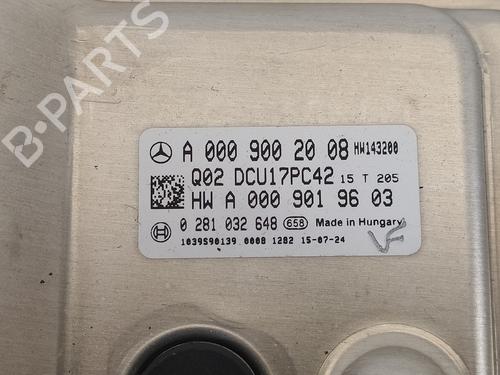 A 000 900 20 08 HW143200
Q02 DCU17PC42 15 T 205
HW A 000 901 96 03
0 281 032 648 658 Made in Hungary
1039S90139 0008 1282 15-07-24
VF
B-PARTS